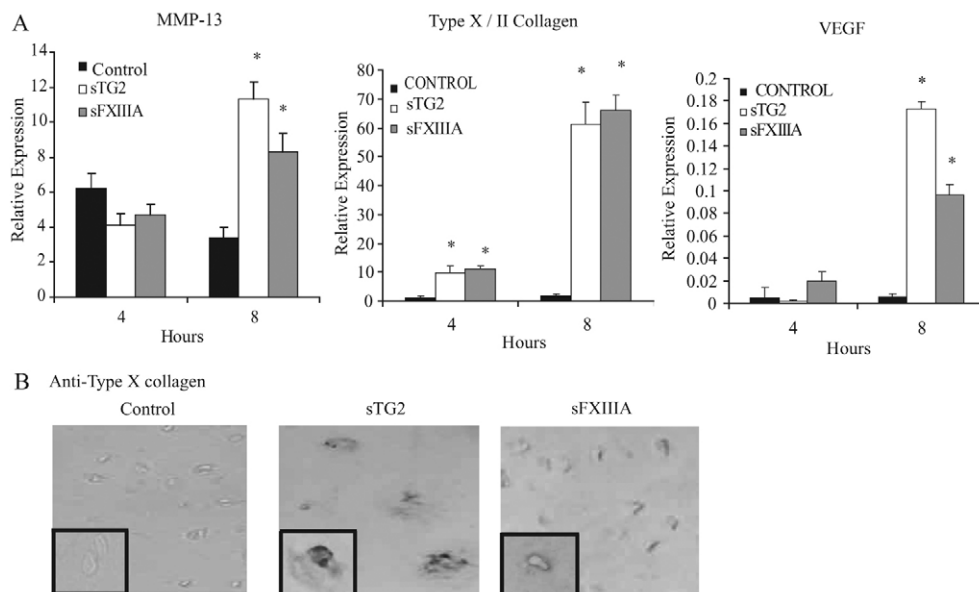 A
MMP-13
Relative Expression
14
12
10
8
6
4
2
0
Control
sTG2
sFXIIIA
*
*
4
8
Hours
Type X / II Collagen
Relative Expression
80
70
60
50
40
30
20
10
0
CONTROL
sTG2
sFXIIIA
*
*
*
*
4
8
Hours
VEGF
Relative Expression
0.2
0.18
0.16
0.14
0.12
0.1
0.08
0.06
0.04
0.02
0
CONTROL
sTG2
sFXIIIA
*
*
4
8
Hours
B Anti-Type X collagen
Control
sTG2
sFXIIIA